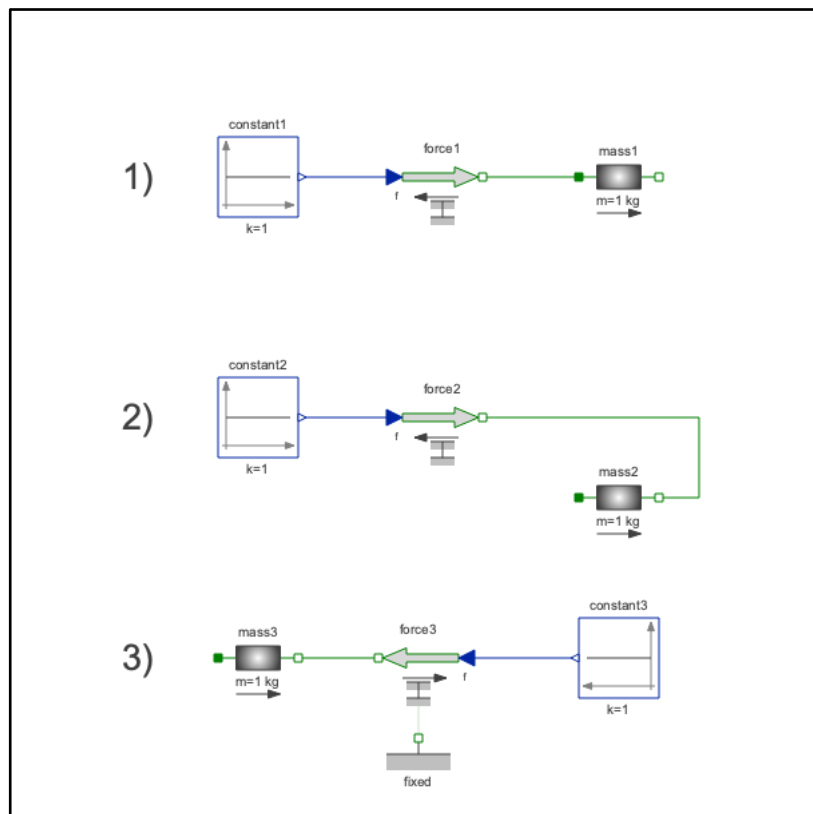 constant1
force1
mass1
1)
f
m=1 kg
k=1
constant2
force2
2)
f
mass2
k=1
m=1 kg
constant3
mass3
force3
3)
m=1 kg
f
k=1
fixed